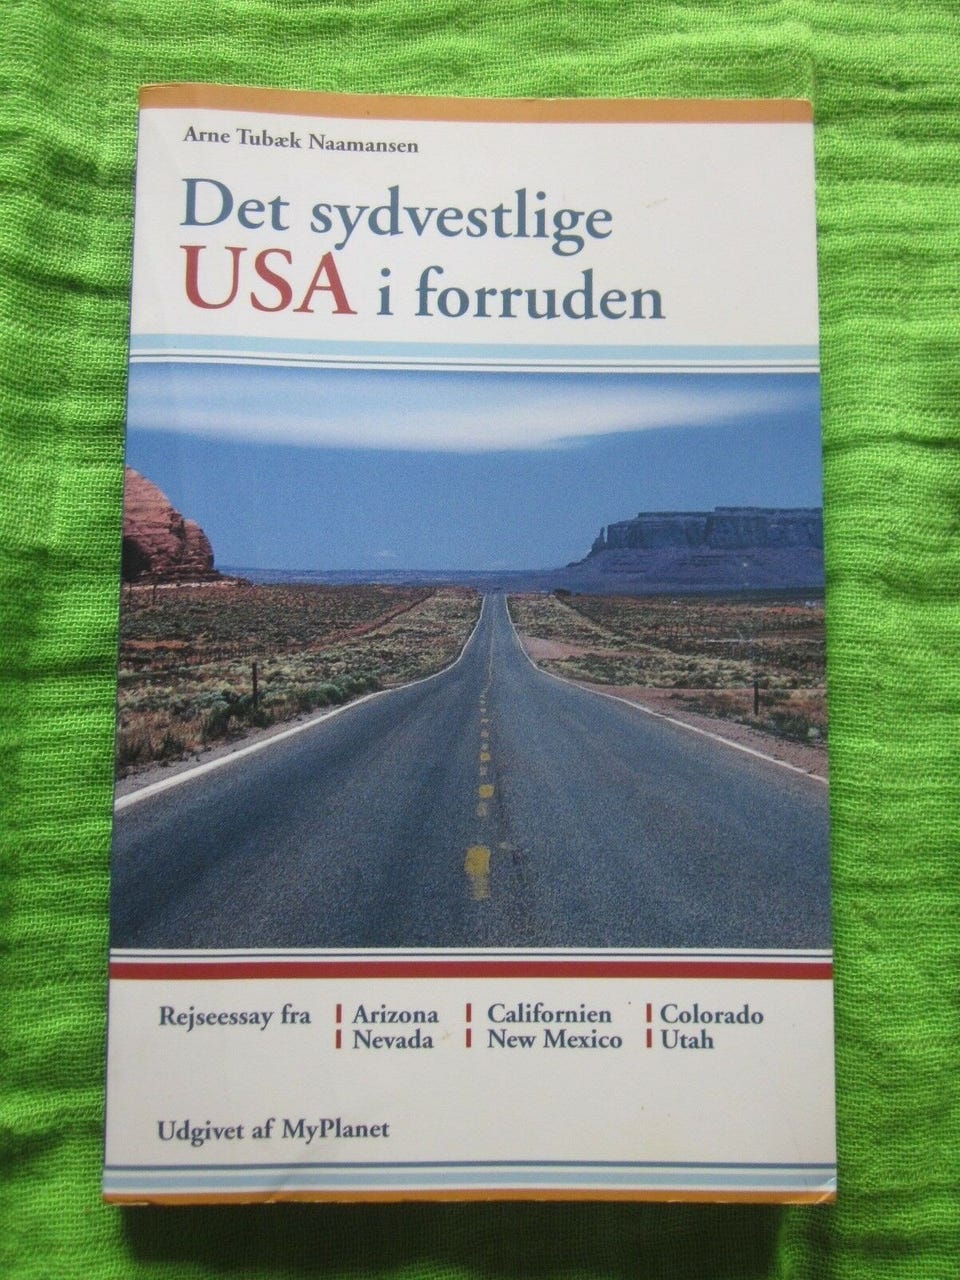 Arne Tubæk Naamansen
Det sydvestlige
USA i forruden
Rejseessay fra | Arizona | Californien | Colorado
| Nevada | New Mexico | Utah
Udgivet af MyPlanet